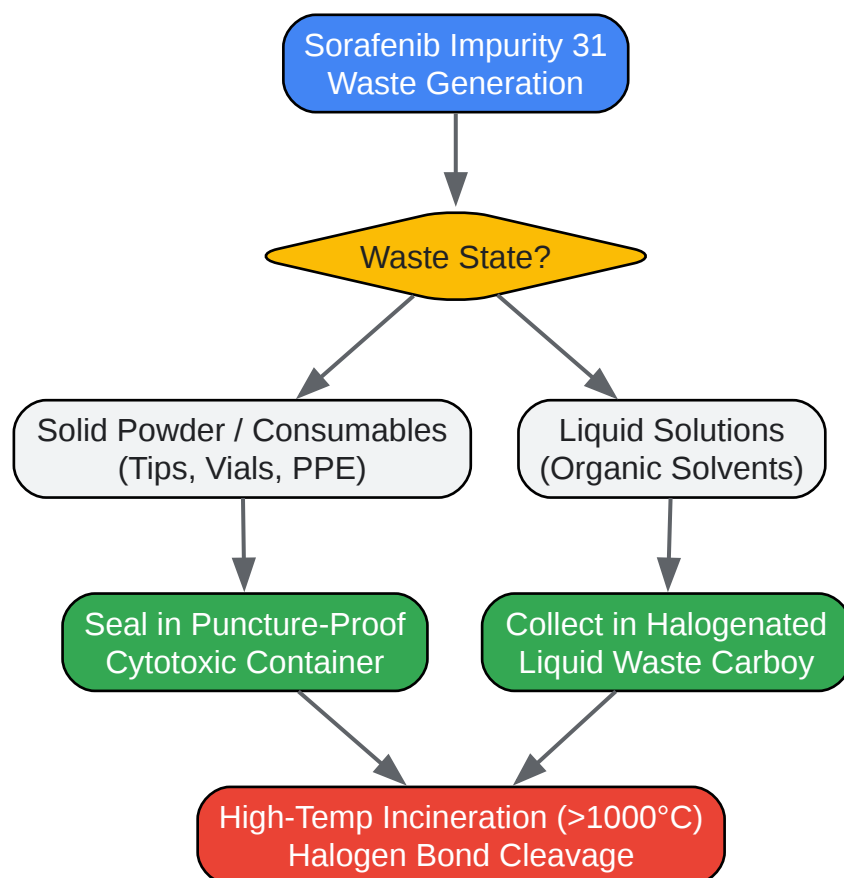 Sorafenib Impurity 31
Waste Generation
Waste State?
Solid Powder / Consumables
(Tips, Vials, PPE)
Liquid Solutions
(Organic Solvents)
Seal in Puncture-Proof
Cytotoxic Container
Collect in Halogenated
Liquid Waste Carboy
High-Temp Incineration (>1000°C)
Halogen Bond Cleavage